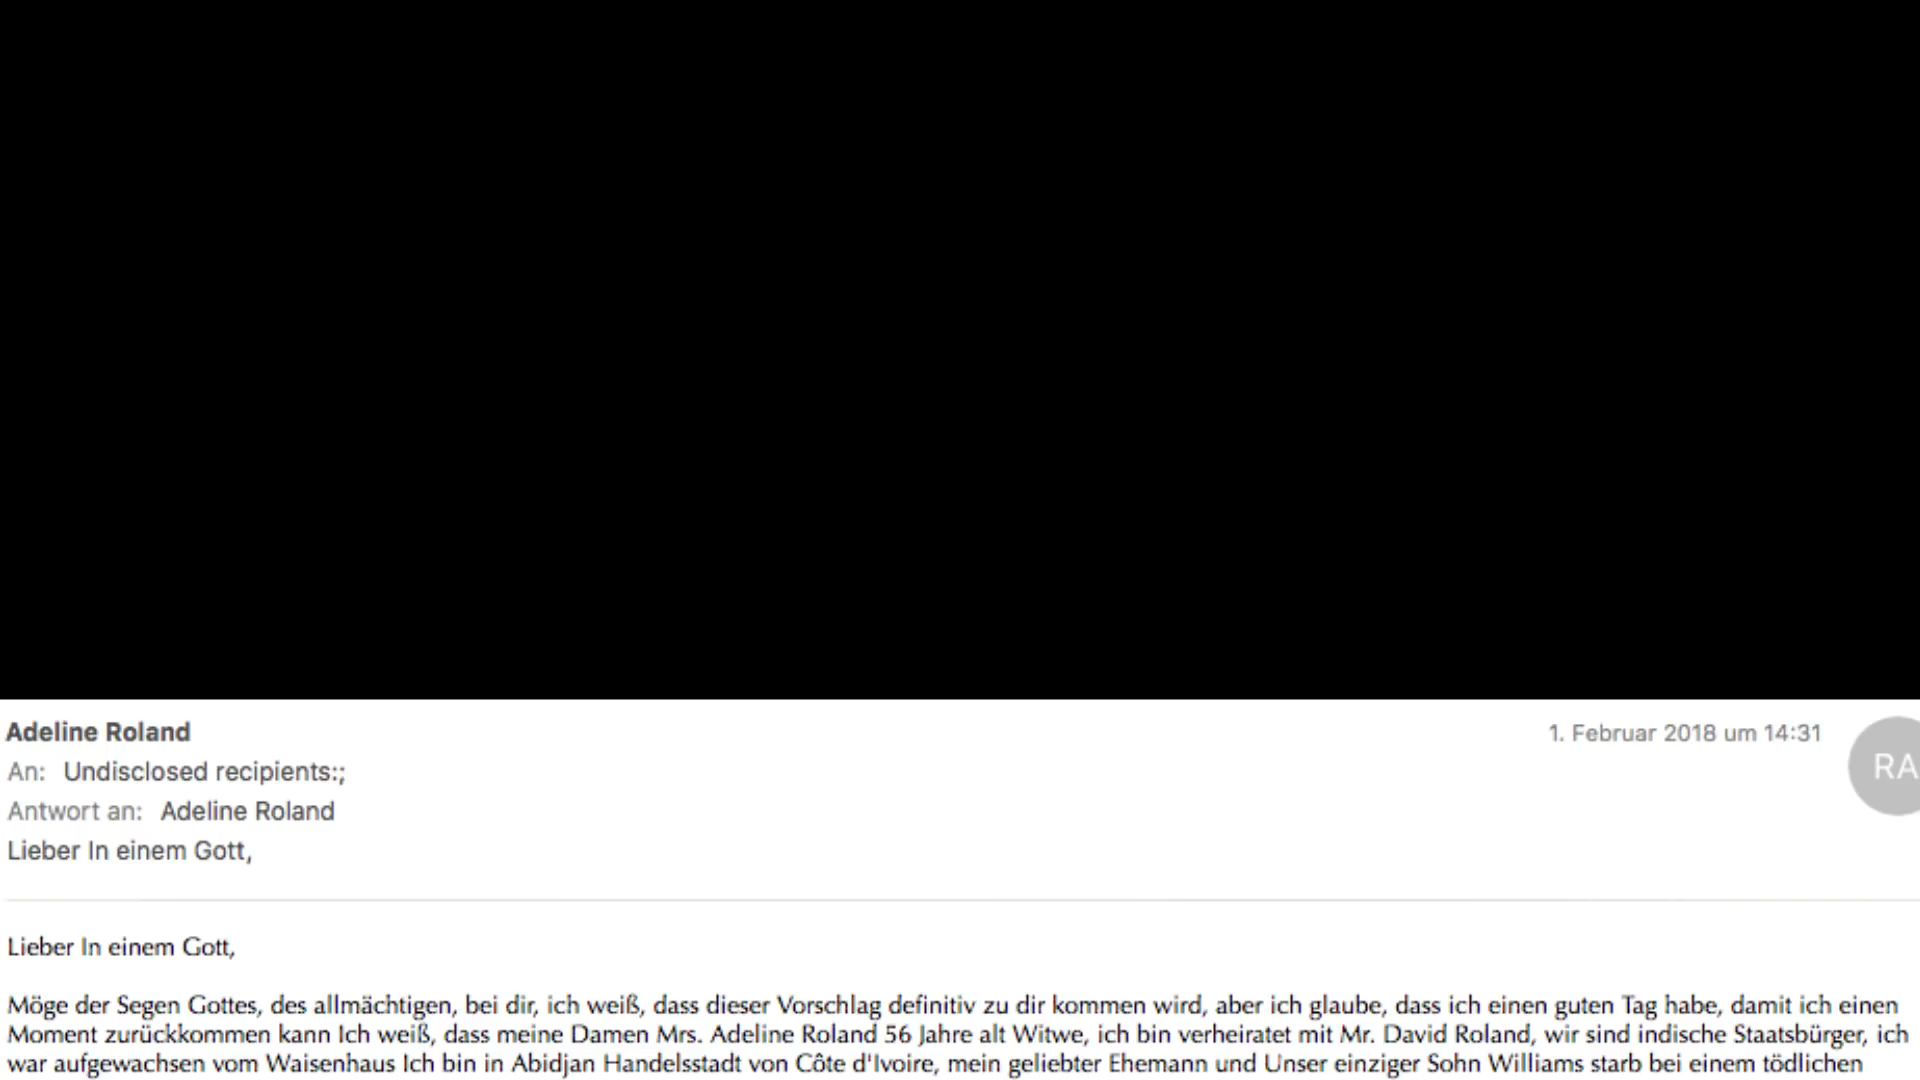 Adeline Roland
1. Februar 2018 um 14:31
RA
An: Undisclosed recipients:;
Antwort an: Adeline Roland
Lieber In einem Gott,
Lieber In einem Gott,
Möge der Segen Gottes, des allmächtigen, bei dir, ich weiß, dass dieser Vorschlag definitiv zu dir kommen wird, aber ich glaube, dass ich einen guten Tag habe, damit ich einen
Moment zurückkommen kann Ich weiß, dass meine Damen Mrs. Adeline Roland 56 Jahre alt Witwe, ich bin verheiratet mit Mr. David Roland, wir sind indische Staatsbürger, ich
war aufgewachsen vom Waisenhaus Ich bin in Abidjan Handelsstadt von Côte d'Ivoire, mein geliebter Ehemann und Unser einziger Sohn Williams starb bei einem tödlichen